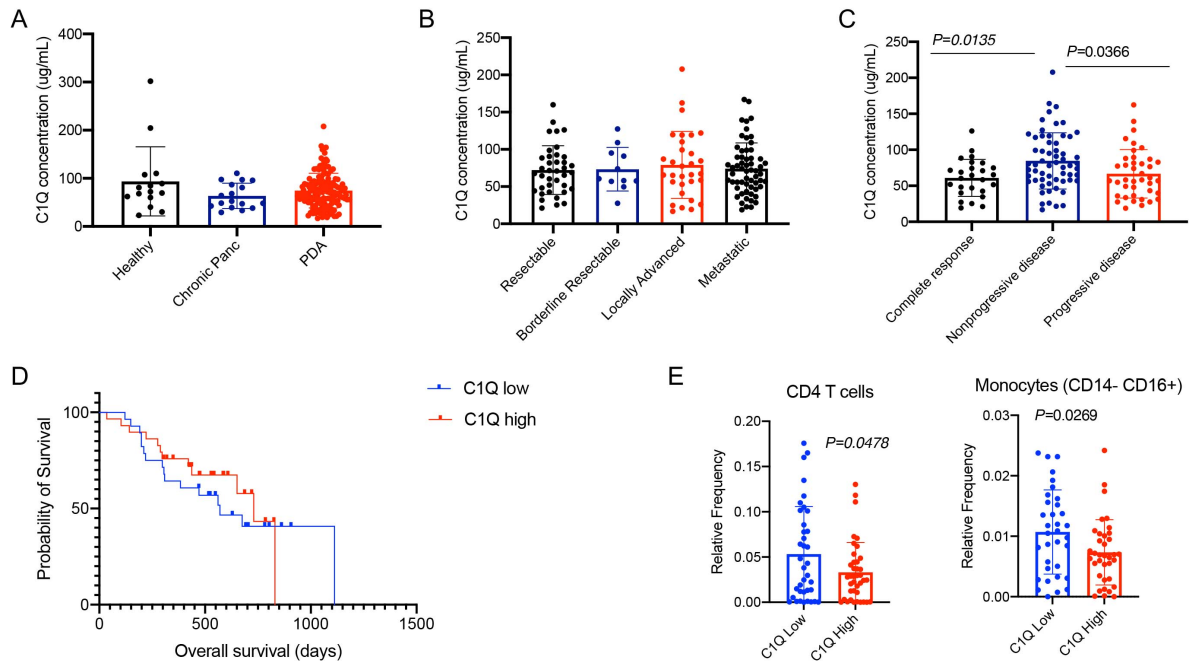 A
C1Q concentration (ug/mL)
400
300
200
100
0
Healthy
Chronic Panc
PDA
B
C1Q concentration (ug/mL)
250
200
150
100
50
0
Resectable
Borderline Resectable
Locally Advanced
Metastatic
C
C1Q concentration (ug/mL)
250
200
150
100
50
0
P=0.0135
P=0.0366
Complete response
Nonprogressive disease
Progressive disease
D
Probability of Survival
100
50
0
0
500
1000
1500
Overall survival (days)
C1Q low
C1Q high
E
CD4 T cells
Relative Frequency
0.20
0.15
0.10
0.05
0.00
P=0.0478
C1Q Low
C1Q High
Monocytes (CD14- CD16+)
Relative Frequency
0.03
0.02
0.01
0.00
P=0.0269
C1Q Low
C1Q High